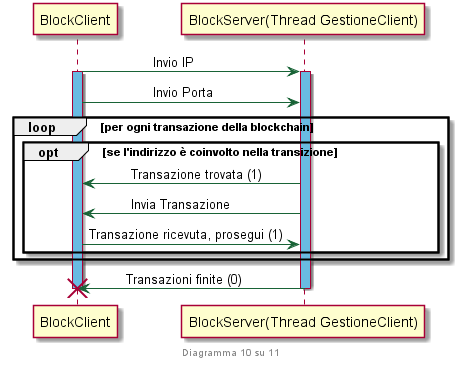 BlockClient BlockServer(Thread GestioneClient)
Invio IP
Invio Porta
loop [per ogni transazione della blockchain]
opt [se l'indirizzo è coinvolto nella transizione]
Transazione trovata (1)
Invia Transazione
Transazione ricevuta, prosegui (1)
Transazioni finite (0)
BlockClient BlockServer(Thread GestioneClient)
Diagramma 10 su 11